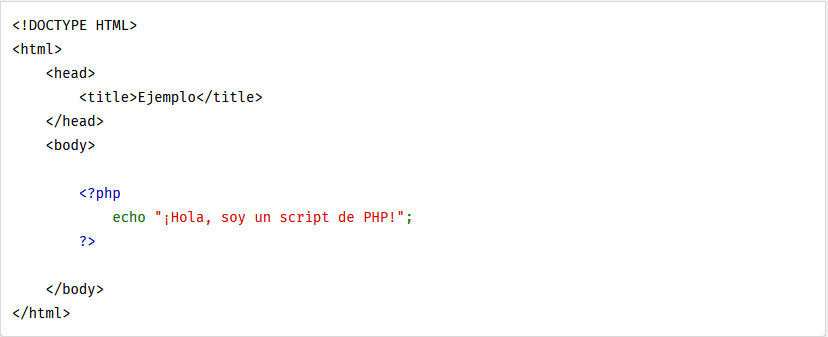 <!DOCTYPE HTML>
<html>
    <head>
        <title>Ejemplo</title>
    </head>
    <body>

        <?php
            echo "¡Hola, soy un script de PHP!";
        ?>

    </body>
</html>